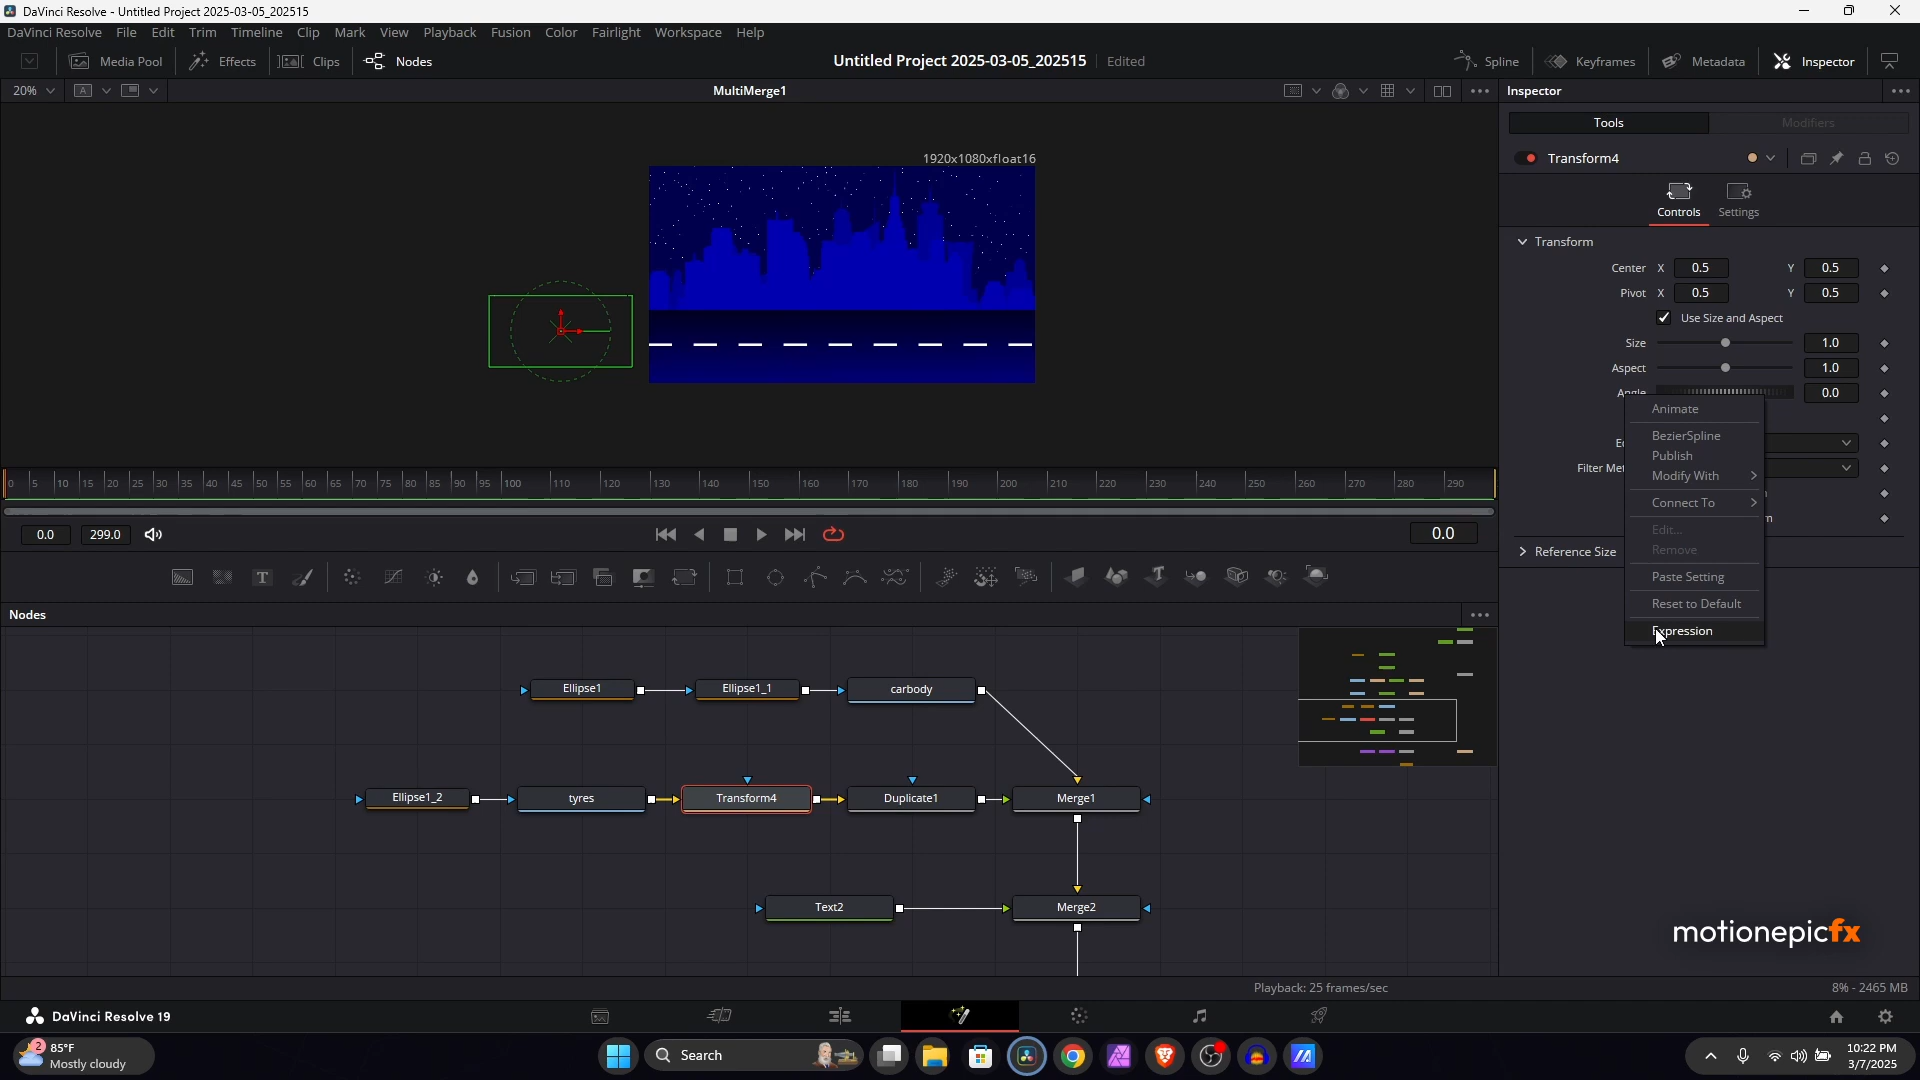 DaVinci Resolve - Untitled Project 2025-03-05_202515
DaVinci Resolve File Edit Trim Timeline Clip Mark View Playback Fusion Color Fairlight Workspace Help
Media Pool Effects Clips Nodes Untitled Project 2025-03-05_202515 Edited Spline Keyframes Metadata Inspector
20% A MultiMerge1 Inspector
Tools Modifiers
1920x1080xfloat16 Transform4
Controls Settings
Transform
Center X 0.5 Y 0.5
Pivot X 0.5 Y 0.5
Use Size and Aspect
Size 1.0
Aspect 1.0
Angle 0.0
Animate
BezierSpline
Publish
Filter Met
Modify With
Connect To
Edit...
Remove
Reference Size
Paste Setting
Reset to Default
Expression
0 5 10 15 20 25 30 35 40 45 50 55 60 65 70 75 80 85 90 95 100 110 120 130 140 150 160 170 180 190 200 210 220 230 240 250 260 270 280 290
0.0 299.0 0.0
T
Nodes
Ellipse1 Ellipse1_1 carbody
Ellipse1_2 tyres Transform4 Duplicate1 Merge1
Text2 Merge2
motionepicfx
Playback: 25 frames/sec 8% - 2465 MB
DaVinci Resolve 19
2 85°F
Mostly cloudy
Search
10:22 PM
3/7/2025